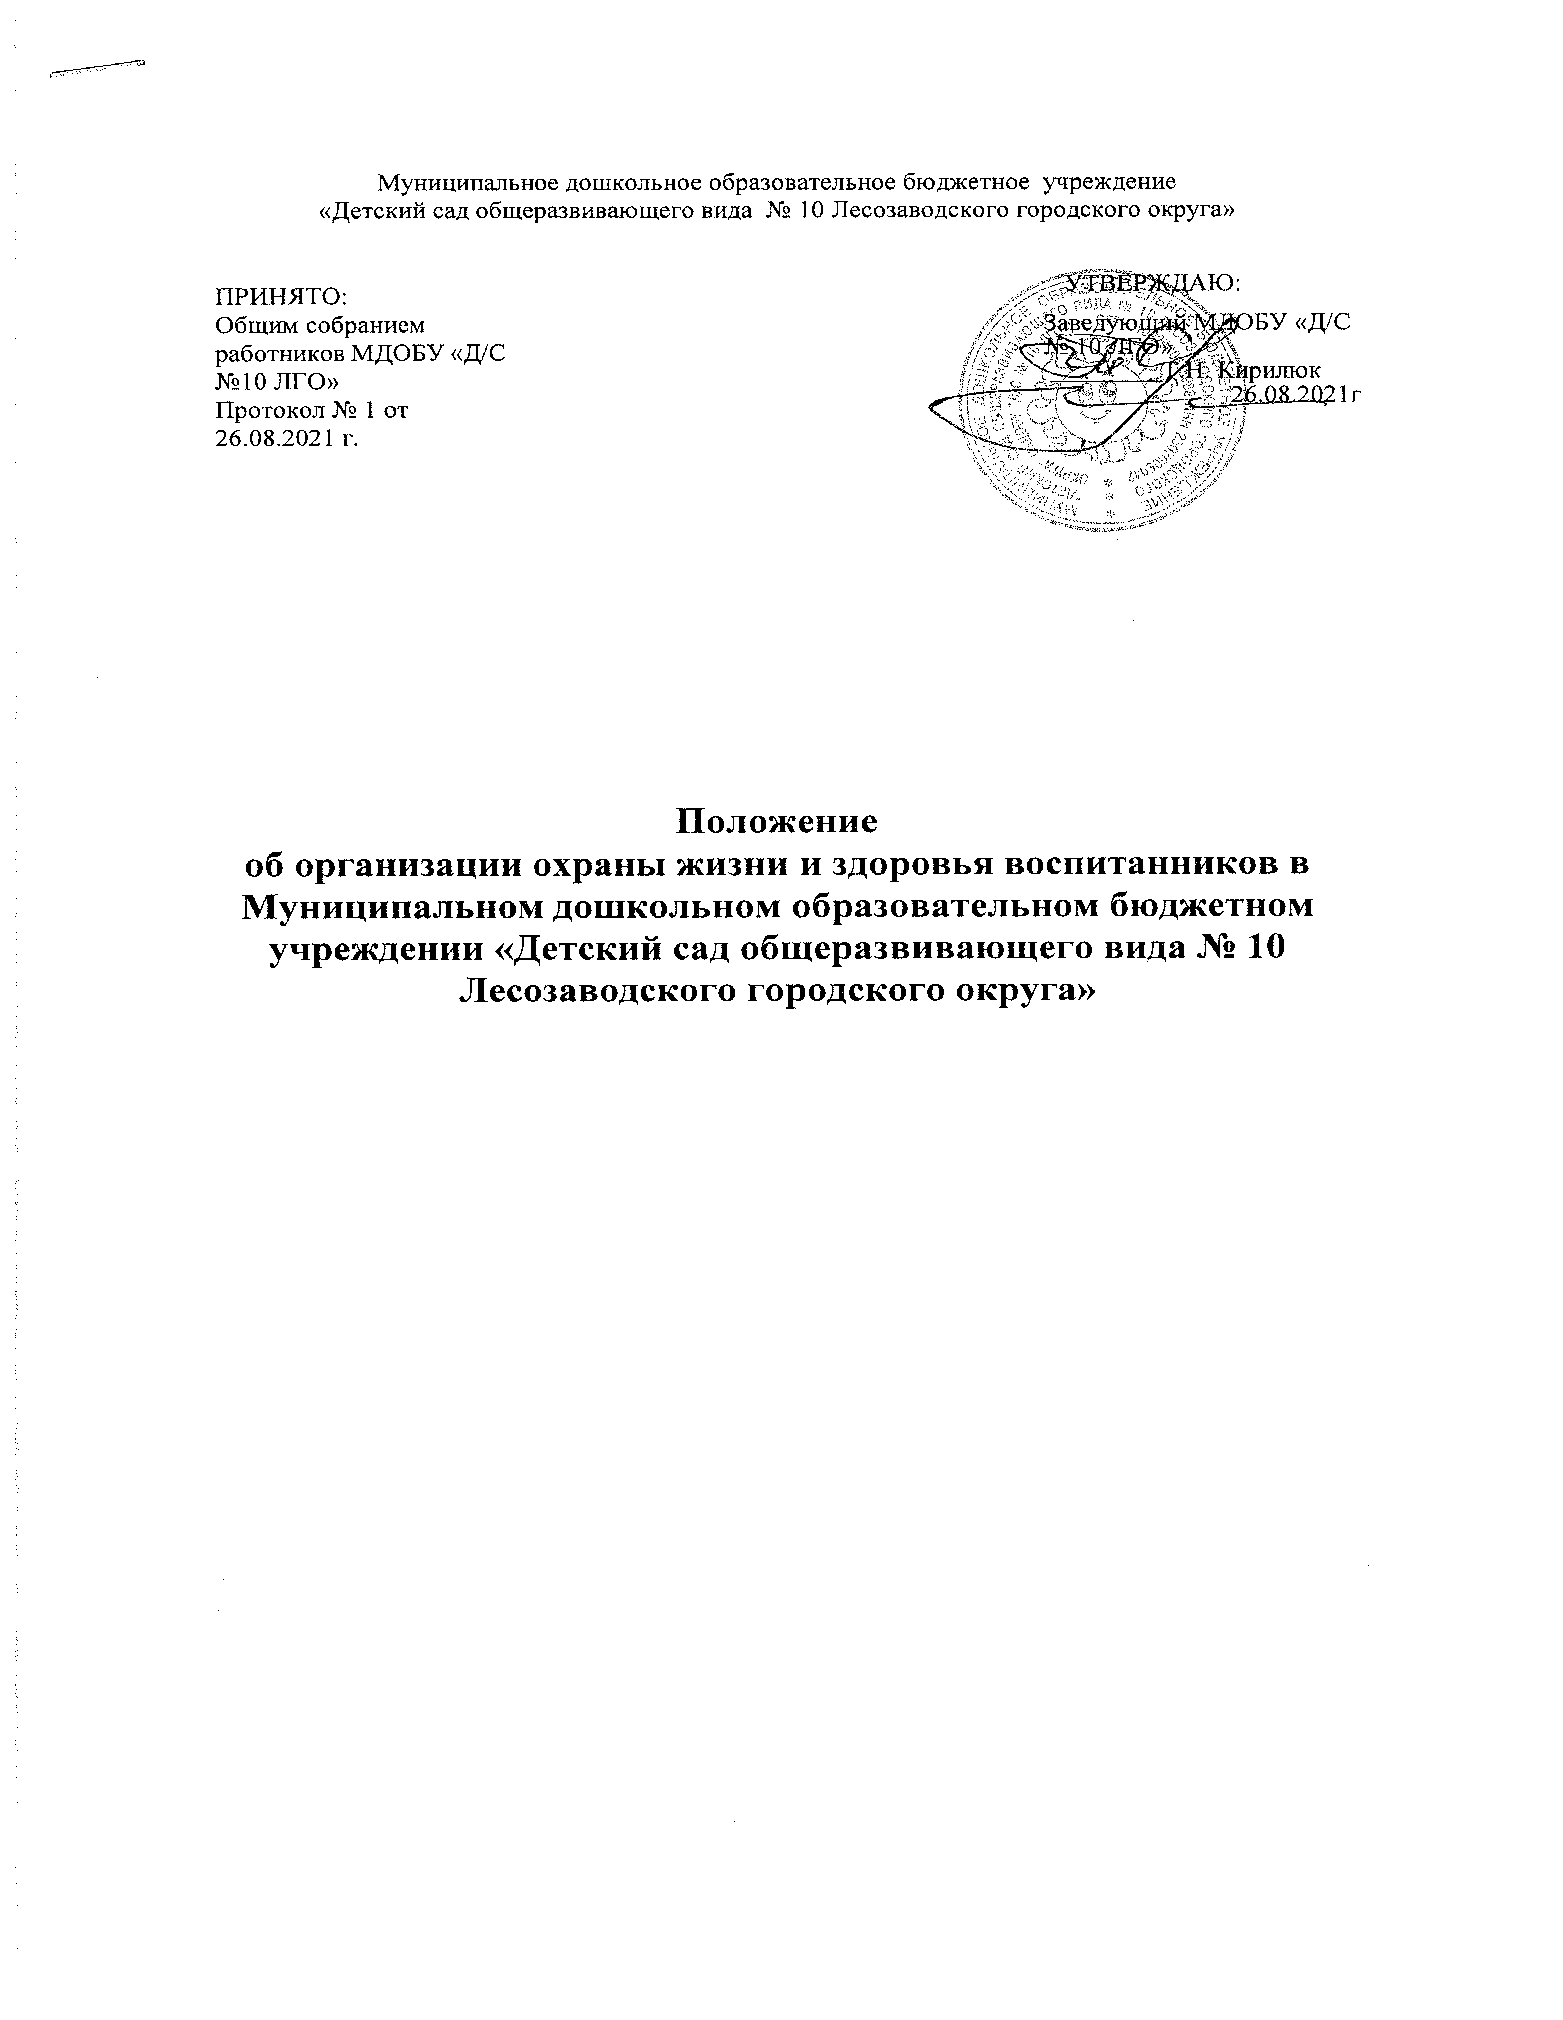 Муниципальное дошкольное образовательное бюджетное учреждение
«Детский сад общеразвивающего вида № 10 Лесозаводского городского округа»
ПРИНЯТО:
Общим собранием
работников МДОБУ «Д/С
№10 ЛГО»
Протокол № 1 от
26.08.2021 г.
УТВЕРЖДАЮ:
Заведующий МДОБУ «Д/С
№ 10 ЛГО»
Кирилюк
26.08.2021г
Положение
об организации охраны жизни и здоровья воспитанников в
Муниципальном дошкольном образовательном бюджетном
учреждении «Детский сад общеразвивающего вида № 10
Лесозаводского городского округа»